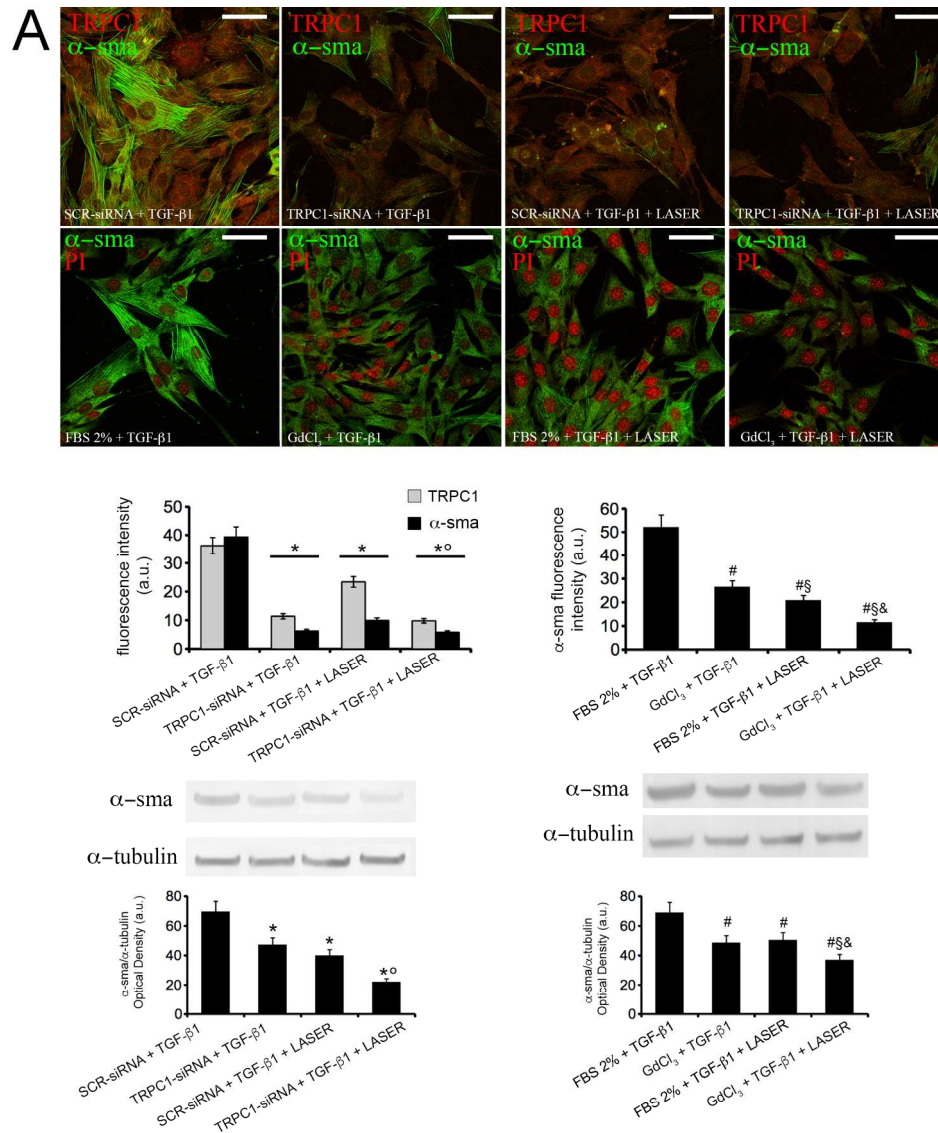 A
TRPC1
α-sma
SCR-siRNA + TGF-β1
TRPC1
α-sma
TRPC1-siRNA + TGF-β1
TRPC1
α-sma
SCR-siRNA + TGF-β1 + LASER
TRPC1
α-sma
TRPC1-siRNA + TGF-β1 + LASER
α-sma
PI
FBS 2% + TGF-β1
α-sma
PI
GdCl₃ + TGF-β1
α-sma
PI
FBS 2% + TGF-β1 + LASER
α-sma
PI
GdCl₃ + TGF-β1 + LASER
fluorescence intensity
(a.u.)
50
40
30
20
10
0
TRPC1
α-sma
*
*
*°
SCR-siRNA + TGF-β1
TRPC1-siRNA + TGF-β1
SCR-siRNA + TGF-β1 + LASER
TRPC1-siRNA + TGF-β1 + LASER
α-sma fluorescence
intensity (a.u.)
60
50
40
30
20
10
0
#
#§
#§&
FBS 2% + TGF-β1
GdCl₃ + TGF-β1
FBS 2% + TGF-β1 + LASER
GdCl₃ + TGF-β1 + LASER
α-sma
α-tubulin
α-sma/α-tubulin
Optical Density (a.u.)
80
60
40
20
0
*
*
*°
SCR-siRNA + TGF-β1
TRPC1-siRNA + TGF-β1
SCR-siRNA + TGF-β1 + LASER
TRPC1-siRNA + TGF-β1 + LASER
α-sma
α-tubulin
α-sma/α-tubulin
Optical Density (a.u.)
80
60
40
20
0
#
#
#§&
FBS 2% + TGF-β1
GdCl₃ + TGF-β1
FBS 2% + TGF-β1 + LASER
GdCl₃ + TGF-β1 + LASER